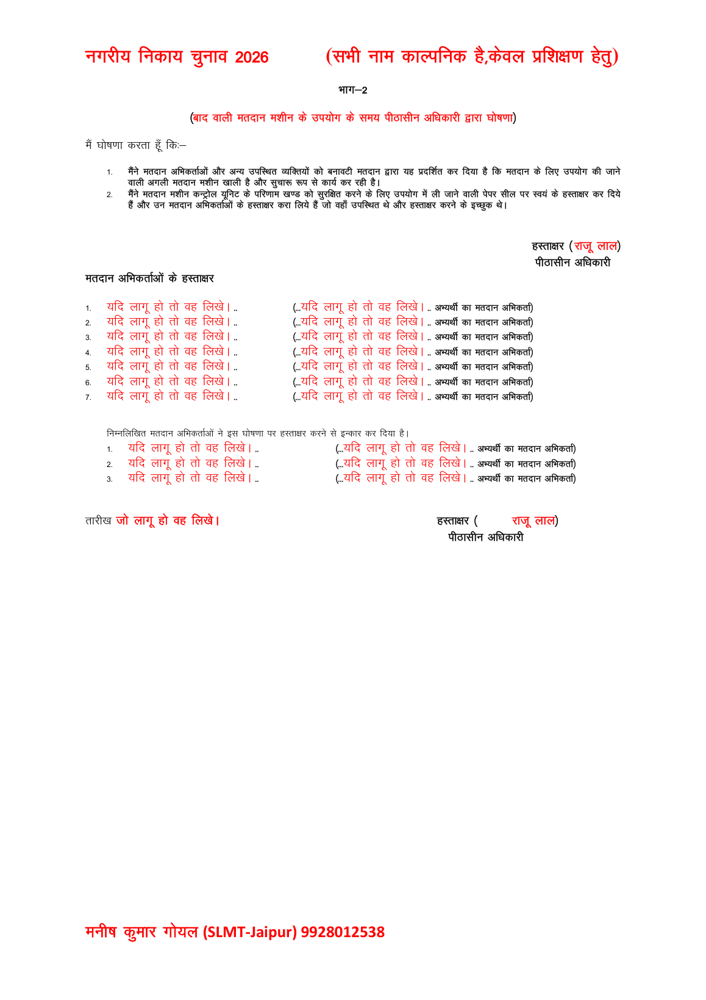 नगरीय निकाय चुनाव 2026 (सभी नाम काल्पनिक है,केवल प्रशिक्षण हेतु)
भाग–2
(बाद वाली मतदान मशीन के उपयोग के समय पीठासीन अधिकारी द्वारा घोषणा)
मैं घोषणा करता हूँ कि:–
1. मैंने मतदान अभिकर्ताओं और अन्य उपस्थित व्यक्तियों को बनावटी मतदान द्वारा यह प्रदर्शित कर दिया है कि मतदान के लिए उपयोग की जाने
वाली अगली मतदान मशीन खाली है और सुचारू रूप से कार्य कर रही है।
2. मैंने मतदान मशीन कन्ट्रोल यूनिट के परिणाम खण्ड को सुरक्षित करने के लिए उपयोग में ली जाने वाली पेपर सील पर स्वयं के हस्ताक्षर कर दिये
हैं और उन मतदान अभिकर्ताओं के हस्ताक्षर करा लिये हैं जो वहाँ उपस्थित थे और हस्ताक्षर करने के इच्छुक थे।
हस्ताक्षर (राजू लाल)
पीठासीन अधिकारी
मतदान अभिकर्ताओं के हस्ताक्षर
1. यदि लागू हो तो वह लिखे। .. (...यदि लागू हो तो वह लिखे। .. अभ्यर्थी का मतदान अभिकर्ता)
2. यदि लागू हो तो वह लिखे। .. (...यदि लागू हो तो वह लिखे। .. अभ्यर्थी का मतदान अभिकर्ता)
3. यदि लागू हो तो वह लिखे। .. (...यदि लागू हो तो वह लिखे। .. अभ्यर्थी का मतदान अभिकर्ता)
4. यदि लागू हो तो वह लिखे। .. (...यदि लागू हो तो वह लिखे। .. अभ्यर्थी का मतदान अभिकर्ता)
5. यदि लागू हो तो वह लिखे। .. (...यदि लागू हो तो वह लिखे। .. अभ्यर्थी का मतदान अभिकर्ता)
6. यदि लागू हो तो वह लिखे। .. (...यदि लागू हो तो वह लिखे। .. अभ्यर्थी का मतदान अभिकर्ता)
7. यदि लागू हो तो वह लिखे। .. (...यदि लागू हो तो वह लिखे। .. अभ्यर्थी का मतदान अभिकर्ता)
निम्नलिखित मतदान अभिकर्ताओं ने इस घोषणा पर हस्ताक्षर करने से इन्कार कर दिया है।
1. यदि लागू हो तो वह लिखे। .. (...यदि लागू हो तो वह लिखे। .. अभ्यर्थी का मतदान अभिकर्ता)
2. यदि लागू हो तो वह लिखे। .. (...यदि लागू हो तो वह लिखे। .. अभ्यर्थी का मतदान अभिकर्ता)
3. यदि लागू हो तो वह लिखे। .. (...यदि लागू हो तो वह लिखे। .. अभ्यर्थी का मतदान अभिकर्ता)
तारीख जो लागू हो वह लिखे। हस्ताक्षर ( राजू लाल)
पीठासीन अधिकारी
मनीष कुमार गोयल (SLMT-Jaipur) 9928012538